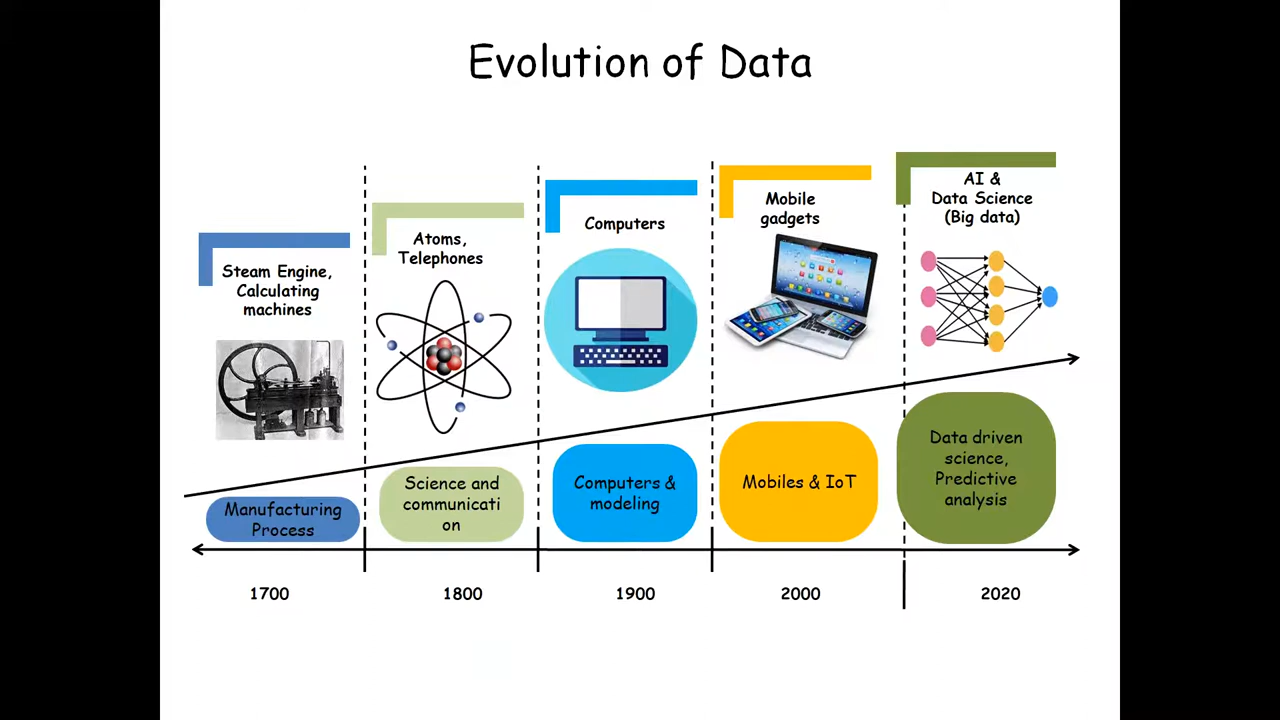 Evolution of Data
Steam Engine,
Calculating
machines
Atoms,
Telephones
Computers
Mobile
gadgets
AI &
Data Science
(Big data)
Manufacturing
Process
Science and
communicati
on
Computers &
modeling
Mobiles & IoT
Data driven
science,
Predictive
analysis
1700
1800
1900
2000
2020